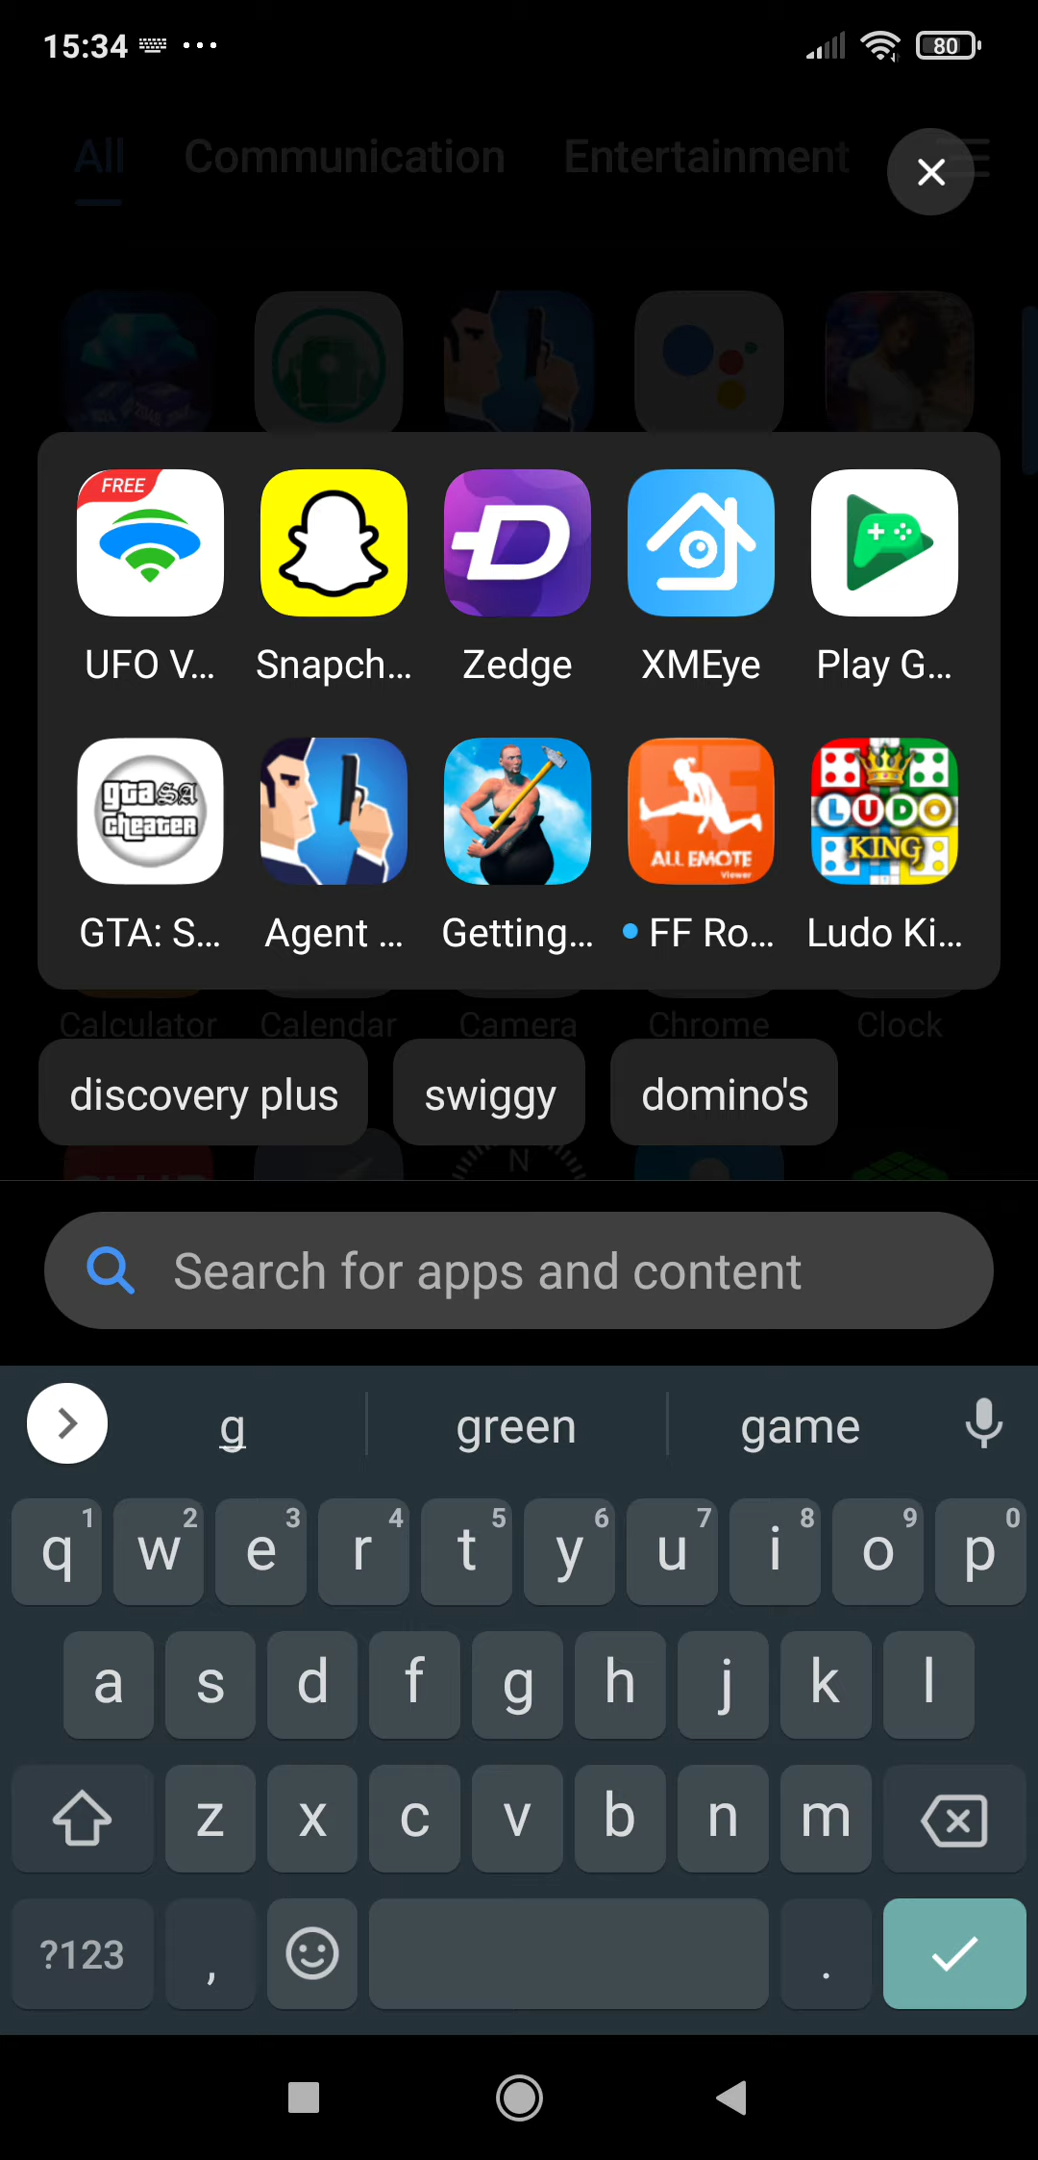 15:34
80
All Communication Entertainment
FREE
UFO V... Snapch... Zedge XMEye Play G...
gta SA
cheater
ALL EMOTE
Viewer
LUDO
KING
GTA: S... Agent ... Getting... FF Ro... Ludo Ki...
Calculator Calendar Camera Chrome Clock
discovery plus swiggy domino's
N
Search for apps and content
g green game
q 1 w 2 e 3 r 4 t 5 y 6 u 7 i 8 o 9 p 0
a s d f g h j k l
z x c v b n m
?123 , .